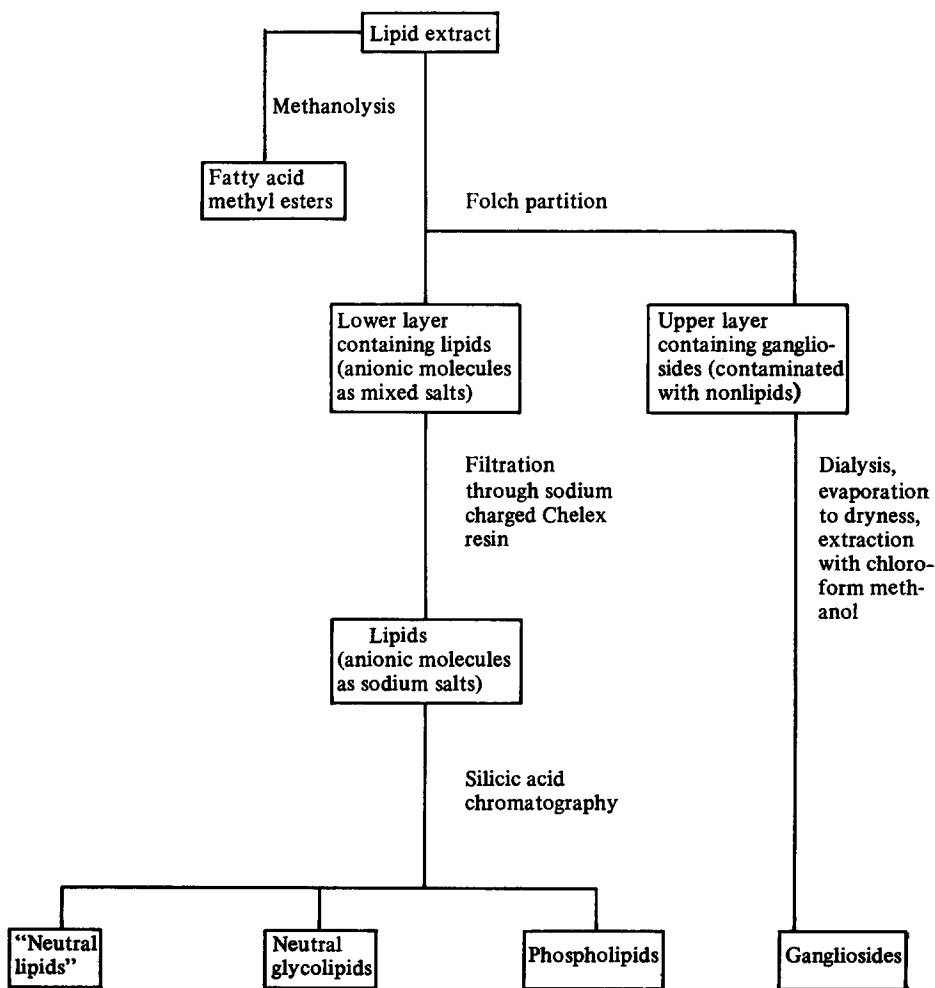 Lipid extract
Methanolysis
Fatty acid
methyl esters
Folch partition
Lower layer
containing lipids
(anionic molecules
as mixed salts)
Upper layer
containing ganglio-
sides (contaminated
with nonlipids)
Filtration
through sodium
charged Chelex
resin
Dialysis,
evaporation
to dryness,
extraction
with chloro-
form meth-
anol
Lipids
(anionic molecules
as sodium salts)
Silicic acid
chromatography
“Neutral
lipids”
Neutral
glycolipids
Phospholipids
Gangliosides